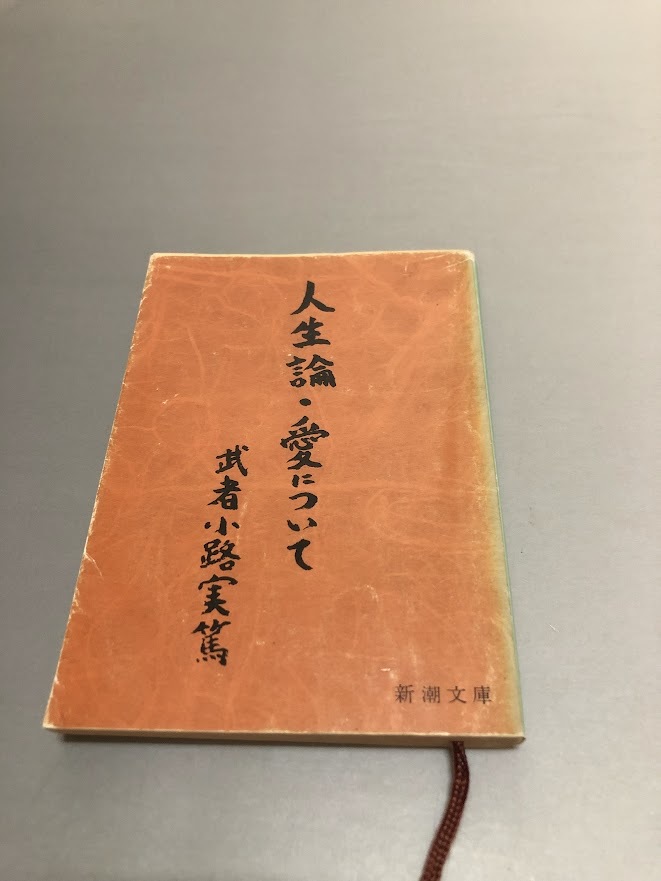 人生論・愛について
武者小路実篤
新潮文庫